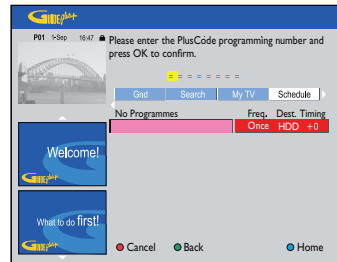 GUIDE plus+
P01 1-Sep 16:47
Please enter the PlusCode programming number and
press OK to confirm.
= = = = = = = =
Grid Search My TV Schedule
No Programmes Freq. Dest. Timing
Once HDD +0
Welcome!
GUIDE plus+
What to do first!
GUIDE plus+
Cancel Back Home